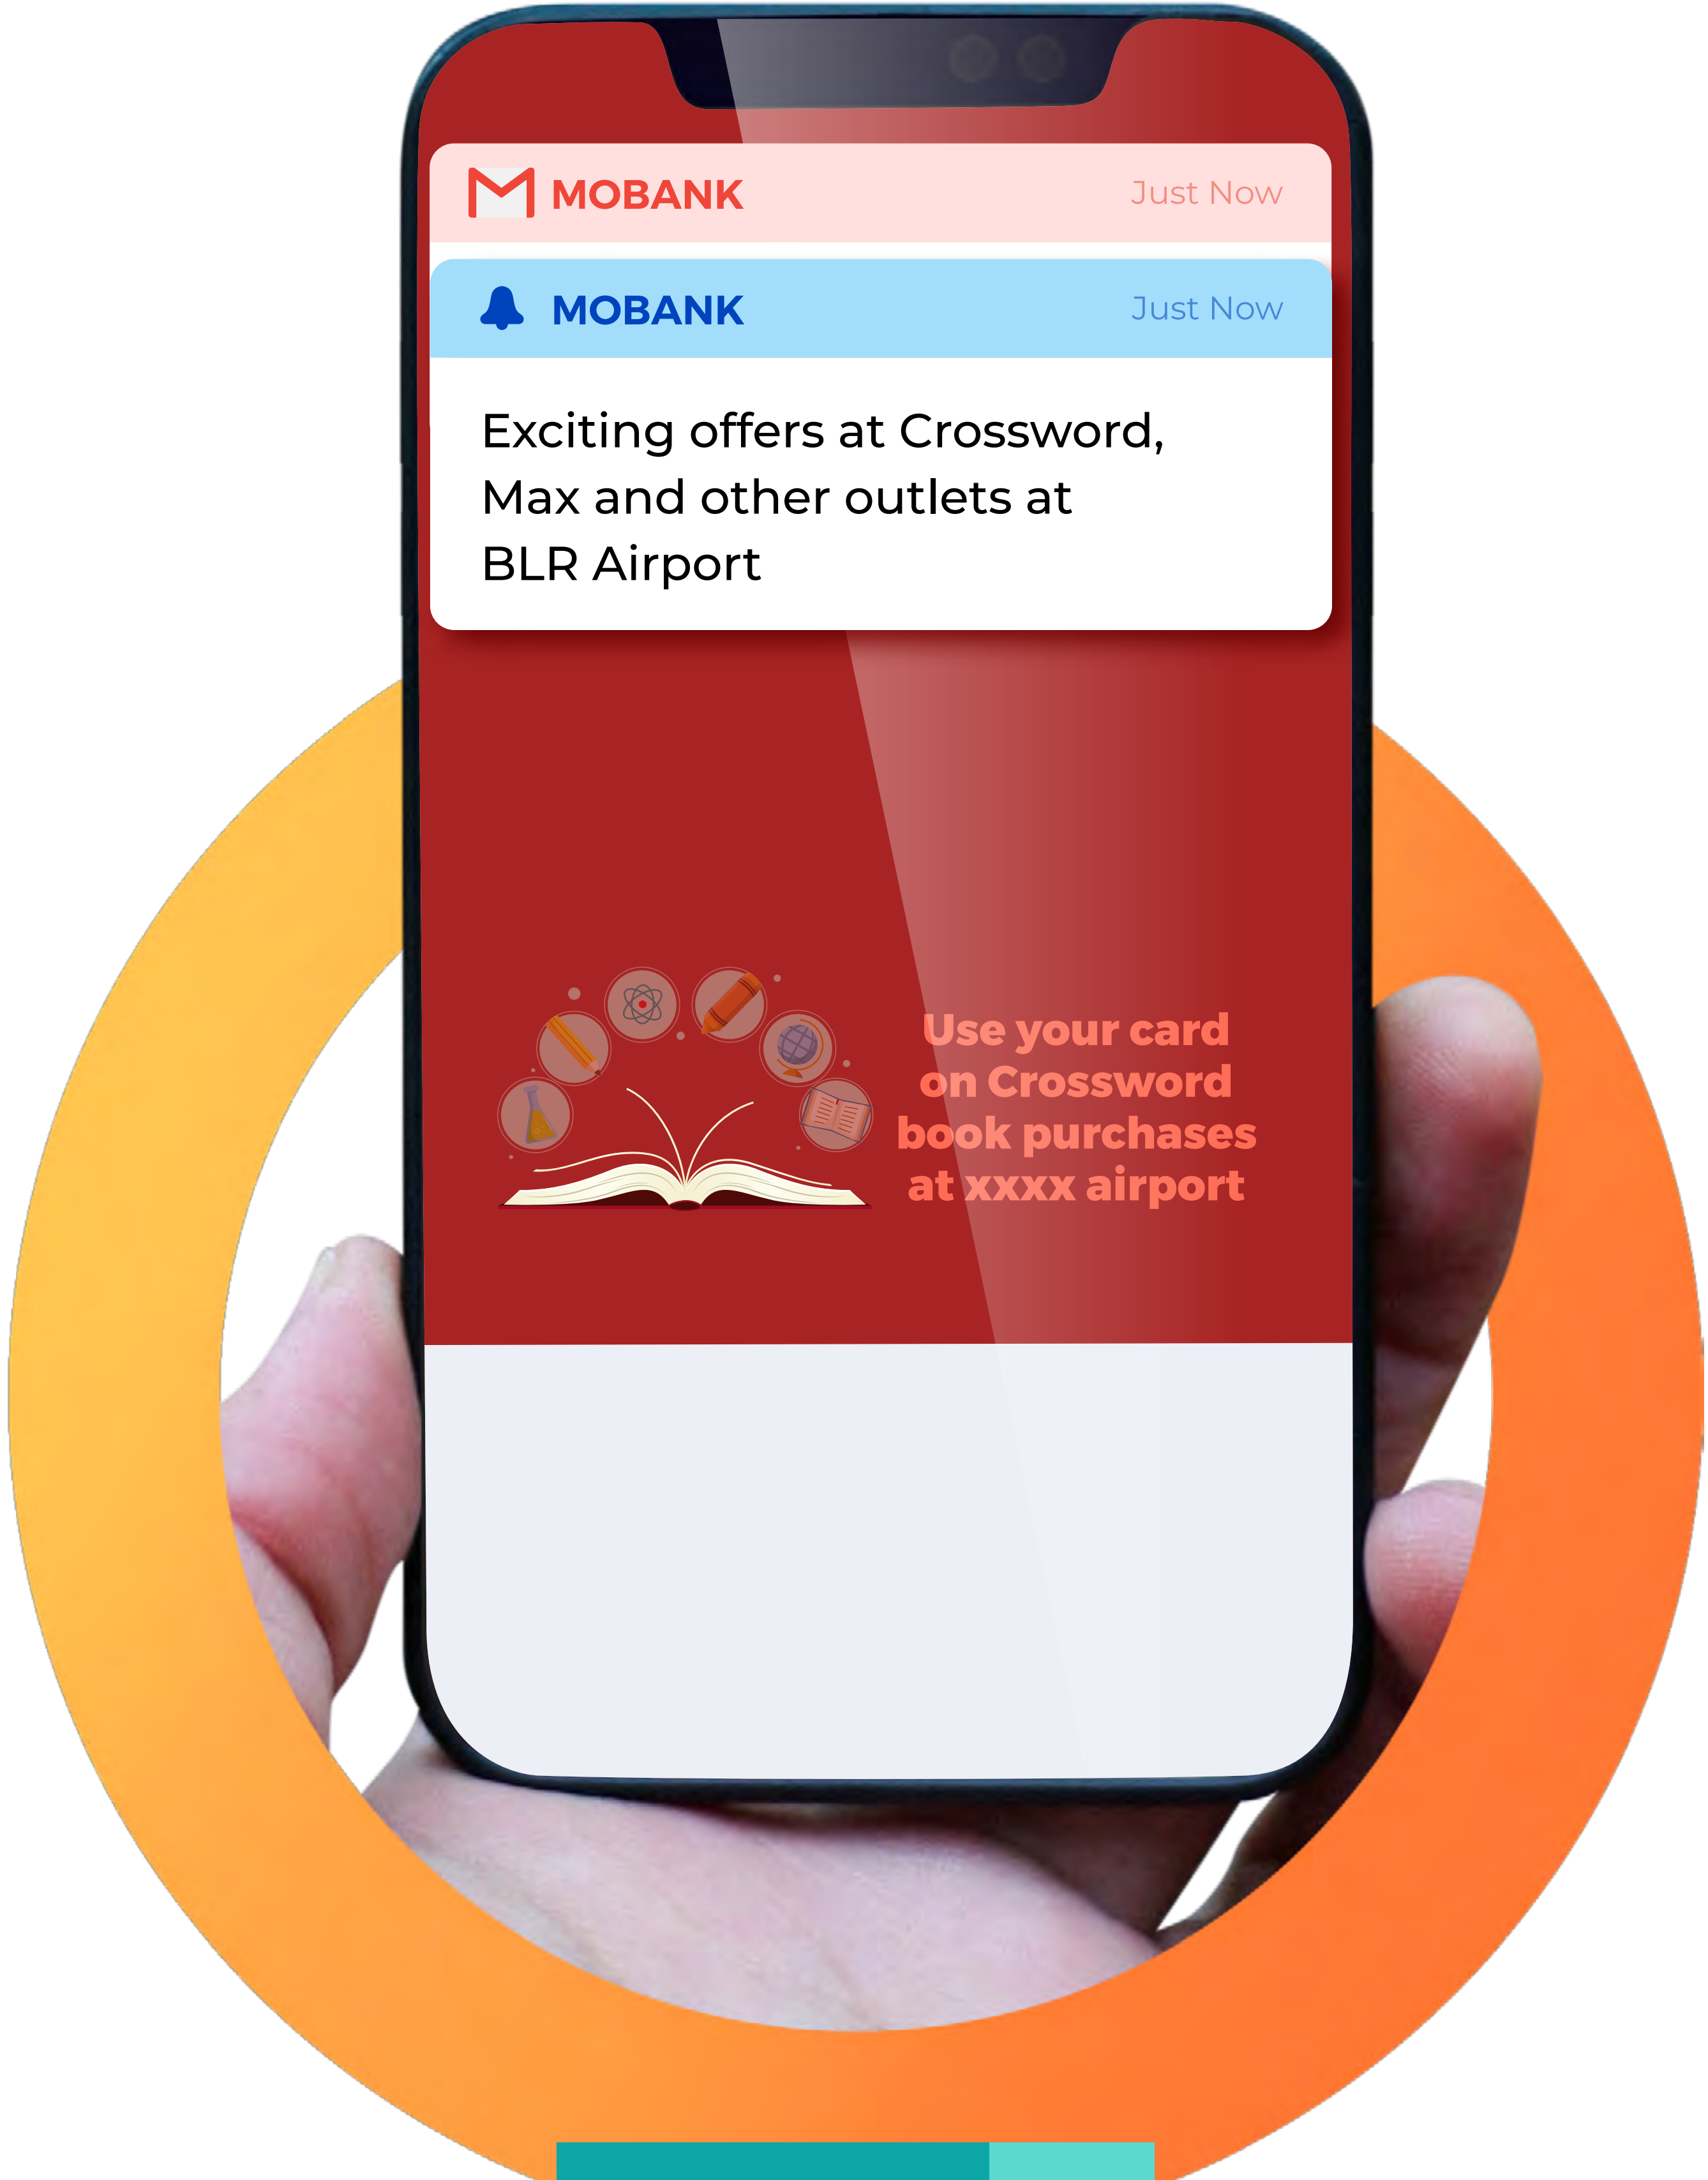 MOBANK Just Now
MOBANK Just Now
Exciting offers at Crossword,
Max and other outlets at
BLR Airport
Use your card
on Crossword
book purchases
at xxxx airport